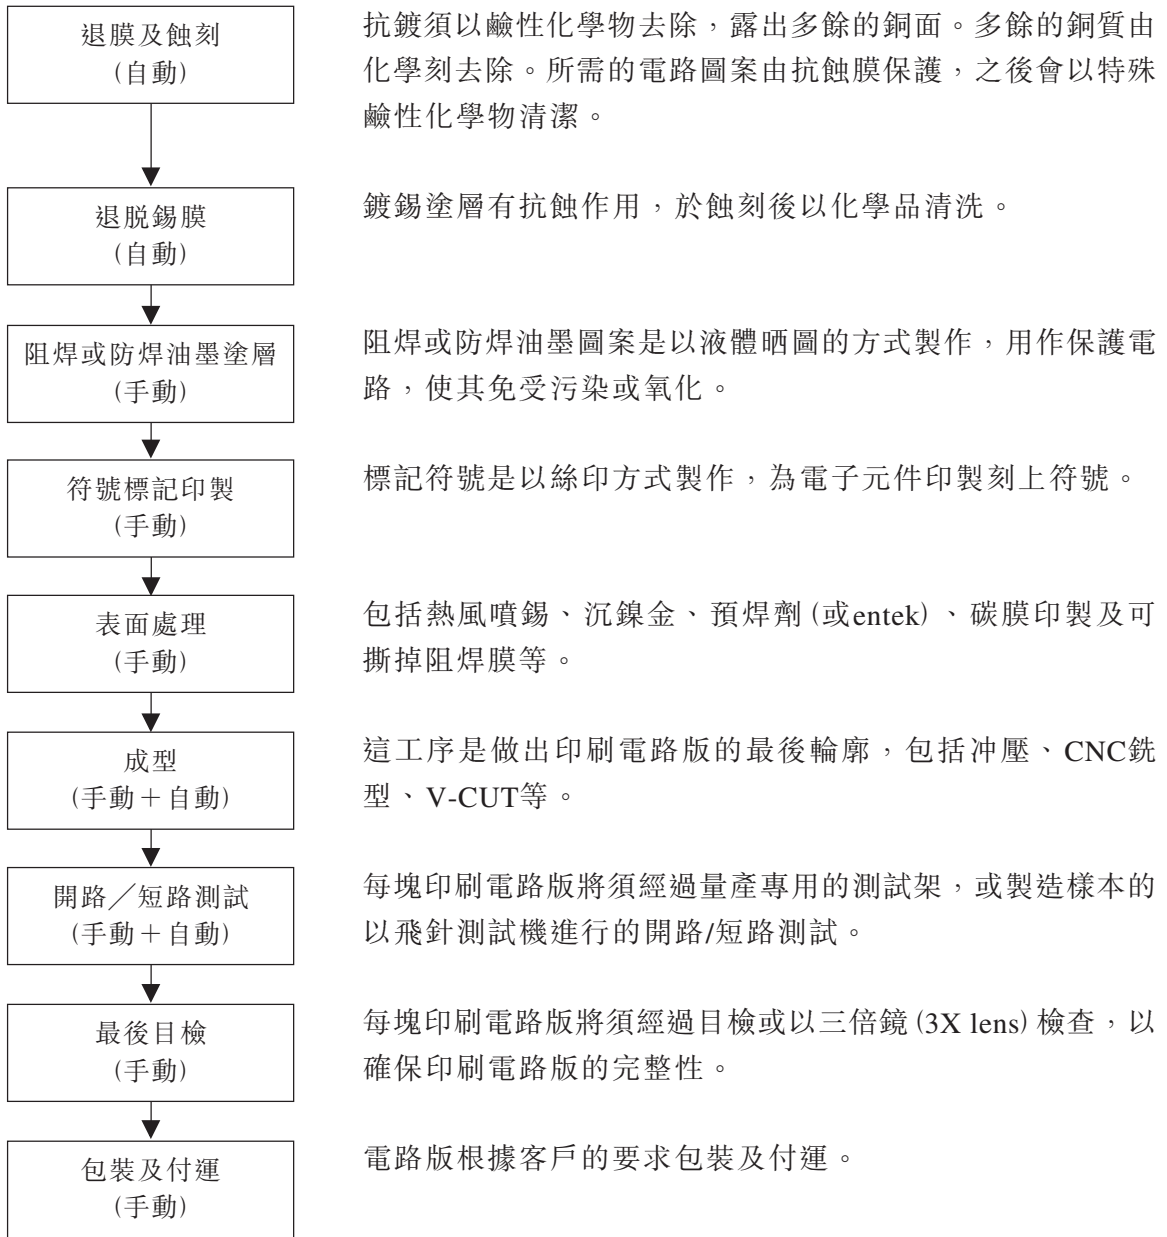 退膜及蝕刻
(自動)
抗鍍須以鹼性化學物去除，露出多餘的銅面。多餘的銅質由
化學刻去除。所需的電路圖案由抗蝕膜保護，之後會以特殊
鹼性化學物清潔。
退脱錫膜
(自動)
鍍錫塗層有抗蝕作用，於蝕刻後以化學品清洗。
阻焊或防焊油墨塗層
(手動)
阻焊或防焊油墨圖案是以液體晒圖的方式製作，用作保護電
路，使其免受污染或氧化。
符號標記印製
(手動)
標記符號是以絲印方式製作，為電子元件印製刻上符號。
表面處理
(手動)
包括熱風噴錫、沉鎳金、預焊劑(或entek)、碳膜印製及可
撕掉阻焊膜等。
成型
(手動＋自動)
這工序是做出印刷電路版的最後輪廓，包括冲壓、CNC銑
型、V-CUT等。
開路／短路測試
(手動＋自動)
每塊印刷電路版將須經過量產專用的測試架，或製造樣本的
以飛針測試機進行的開路/短路測試。
最後目檢
(手動)
每塊印刷電路版將須經過目檢或以三倍鏡(3X lens)檢查，以
確保印刷電路版的完整性。
包裝及付運
(手動)
電路版根據客戶的要求包裝及付運。